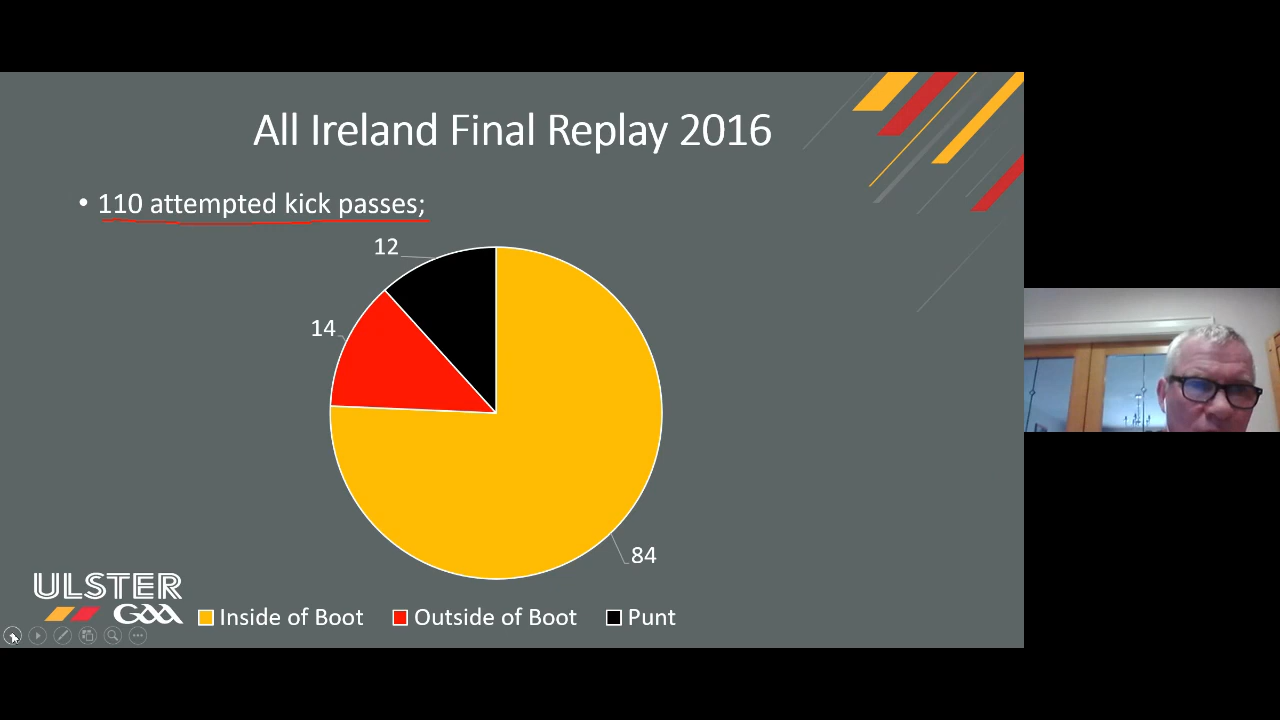 All Ireland Final Replay 2016
• 110 attempted kick passes;
12
14
84
Inside of Boot Outside of Boot Punt
ULSTER
GAA